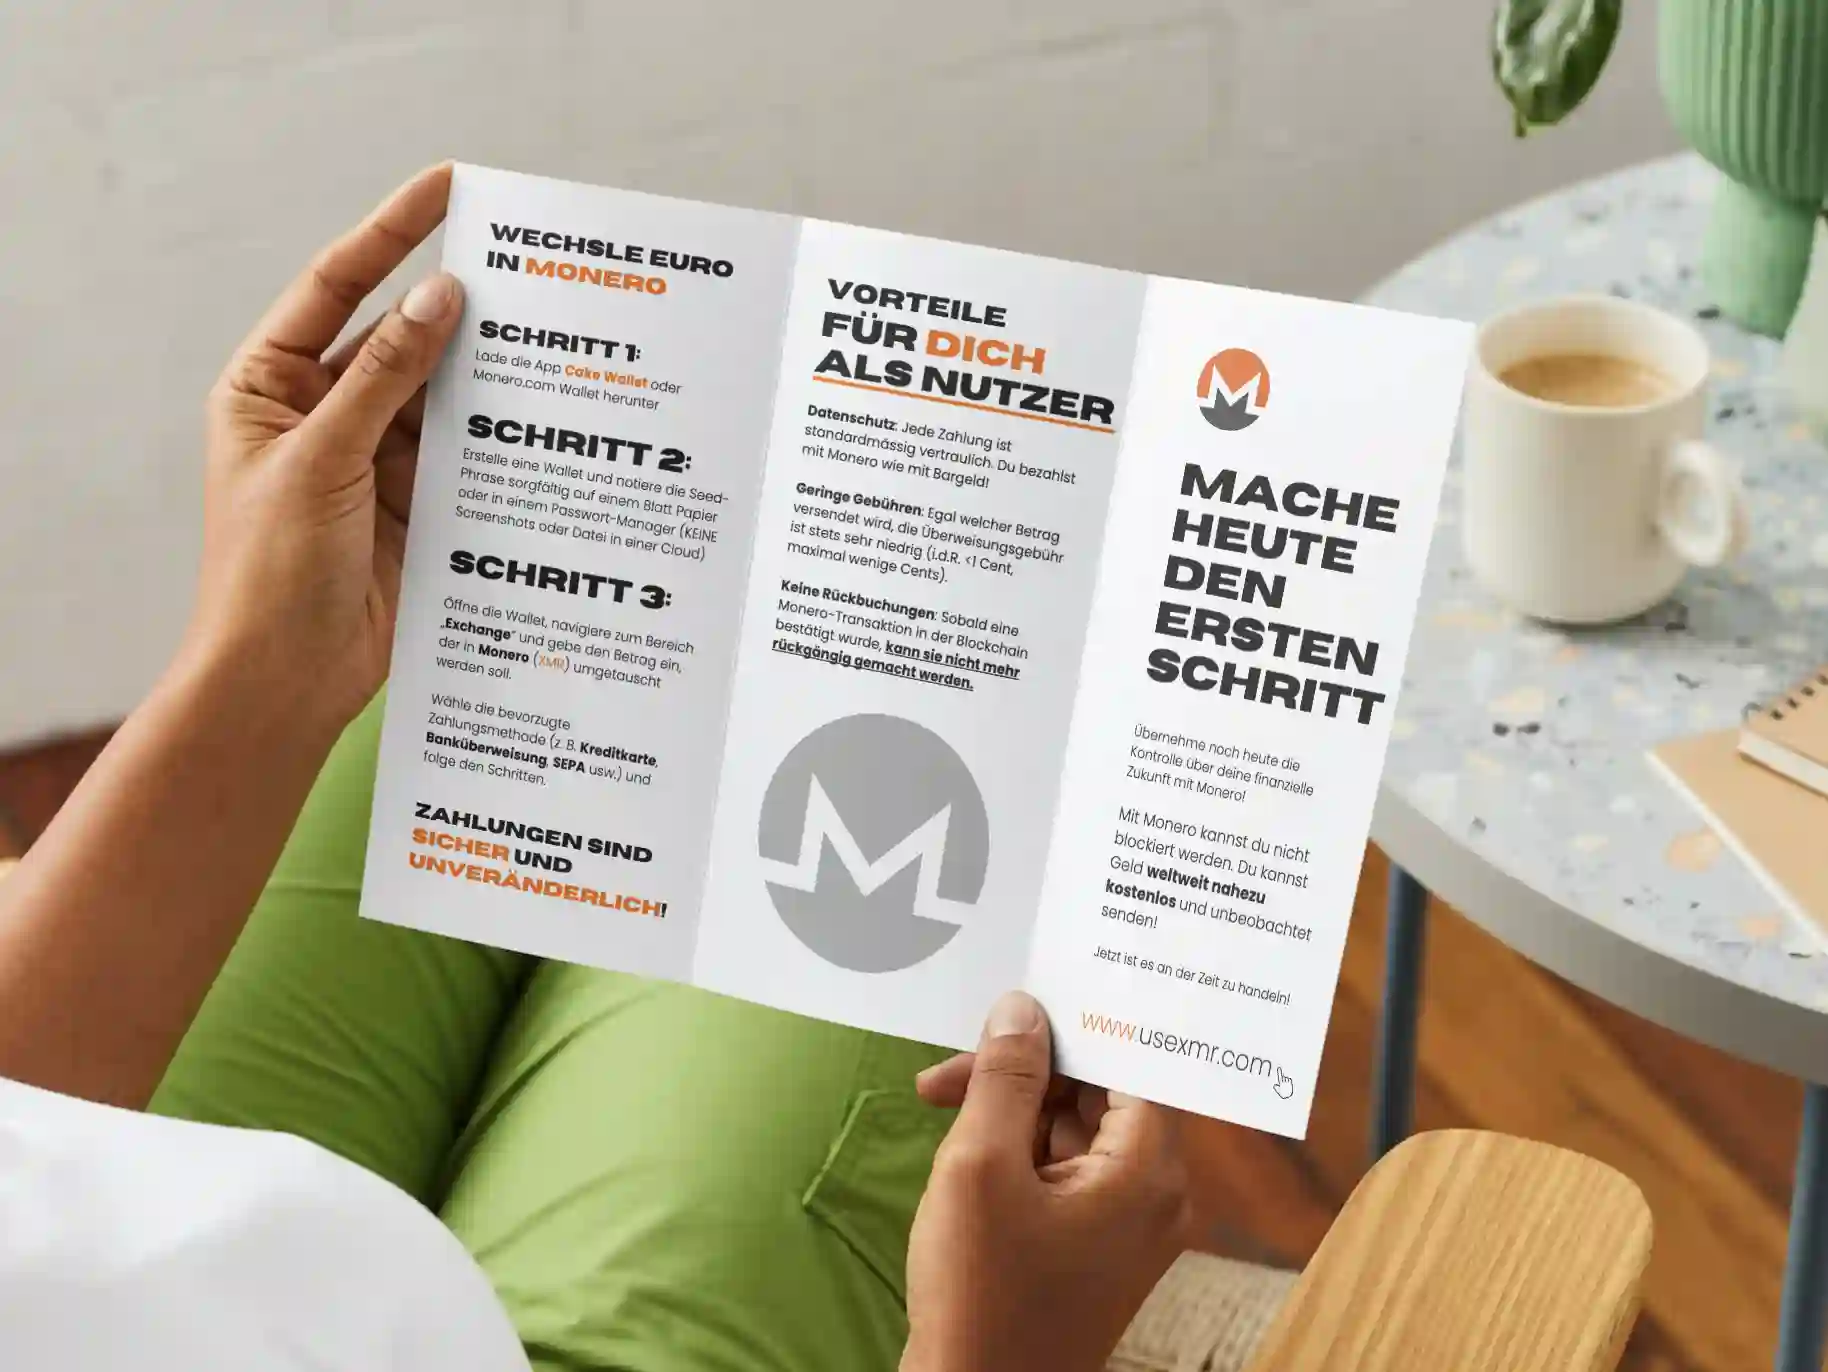 WECHSLE EURO
IN MONERO
SCHRITT 1:
Lade die App Cake Wallet oder
Monero.com Wallet herunter
SCHRITT 2:
Erstelle eine Wallet und notiere die Seed-
Phrase sorgfältig auf einem Blatt Papier
oder in einem Passwort-Manager (KEINE
Screenshots oder Datei in einer Cloud)
SCHRITT 3:
Öffne die Wallet, navigiere zum Bereich
„Exchange“ und gebe den Betrag ein,
der in Monero (XMR) umgetauscht
werden soll.
Wähle die bevorzugte
Zahlungsmethode (z. B. Kreditkarte,
Banküberweisung, SEPA usw.) und
folge den Schritten.
ZAHLUNGEN SIND
SICHER UND
UNVERÄNDERLICH!
VORTEILE
FÜR DICH
ALS NUTZER
Datenschutz: Jede Zahlung ist
standardmässig vertraulich. Du bezahlst
mit Monero wie mit Bargeld!
Geringe Gebühren: Egal welcher Betrag
versendet wird, die Überweisungsgebühr
ist stets sehr niedrig (i.d.R. <1 Cent,
maximal wenige Cents).
Keine Rückbuchungen: Sobald eine
Monero-Transaktion in der Blockchain
bestätigt wurde, kann sie nicht mehr
rückgängig gemacht werden.
MACHE
HEUTE
DEN
ERSTEN
SCHRITT
Übernehme noch heute die
Kontrolle über deine finanzielle
Zukunft mit Monero!
Mit Monero kannst du nicht
blockiert werden. Du kannst
Geld weltweit nahezu
kostenlos und unbeobachtet
senden!
Jetzt ist es an der Zeit zu handeln!
www.usexmr.com